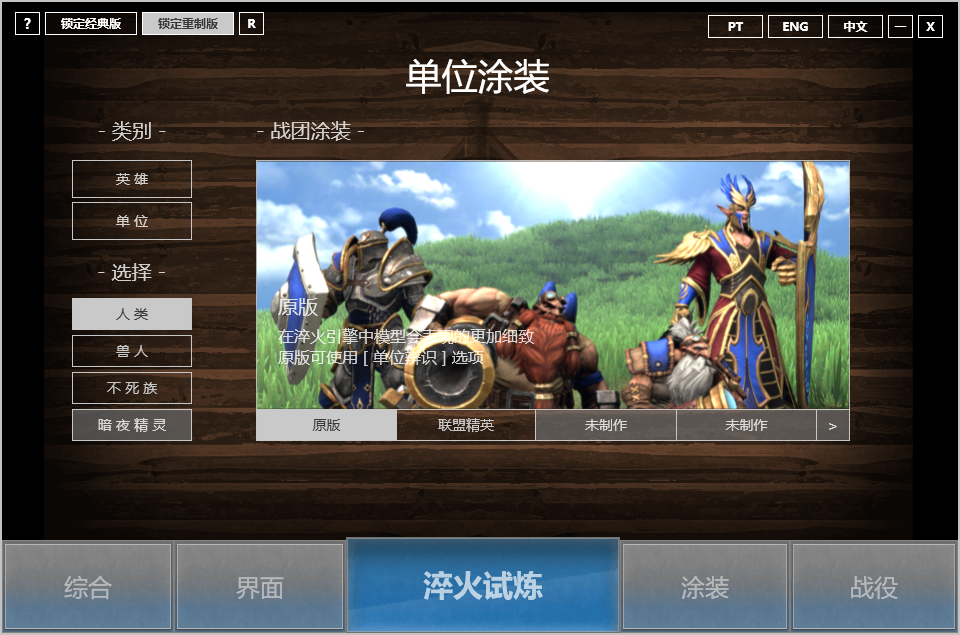 ?
锁定经典版
锁定重制版
R
PT
ENG
中文
—
X
单位涂装
- 类别 -
- 战团涂装 -
英雄
单位
- 选择 -
人类
兽人
不死族
暗夜精灵
原版
在淬火引擎中模型会表现的更加细致
原版可使用 [ 单位辨识 ] 选项
原版
联盟精英
未制作
未制作
>
综合
界面
淬火试炼
涂装
战役